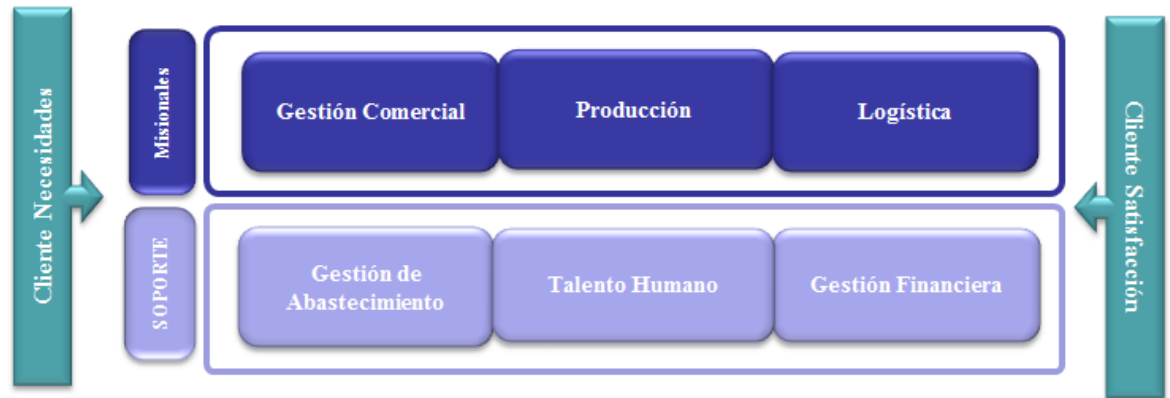 Cliente Necesidades
Misionales
Gestión Comercial
Producción
Logística
SOPORTE
Gestión de
Abastecimiento
Talento Humano
Gestión Financiera
Cliente Satisfacción